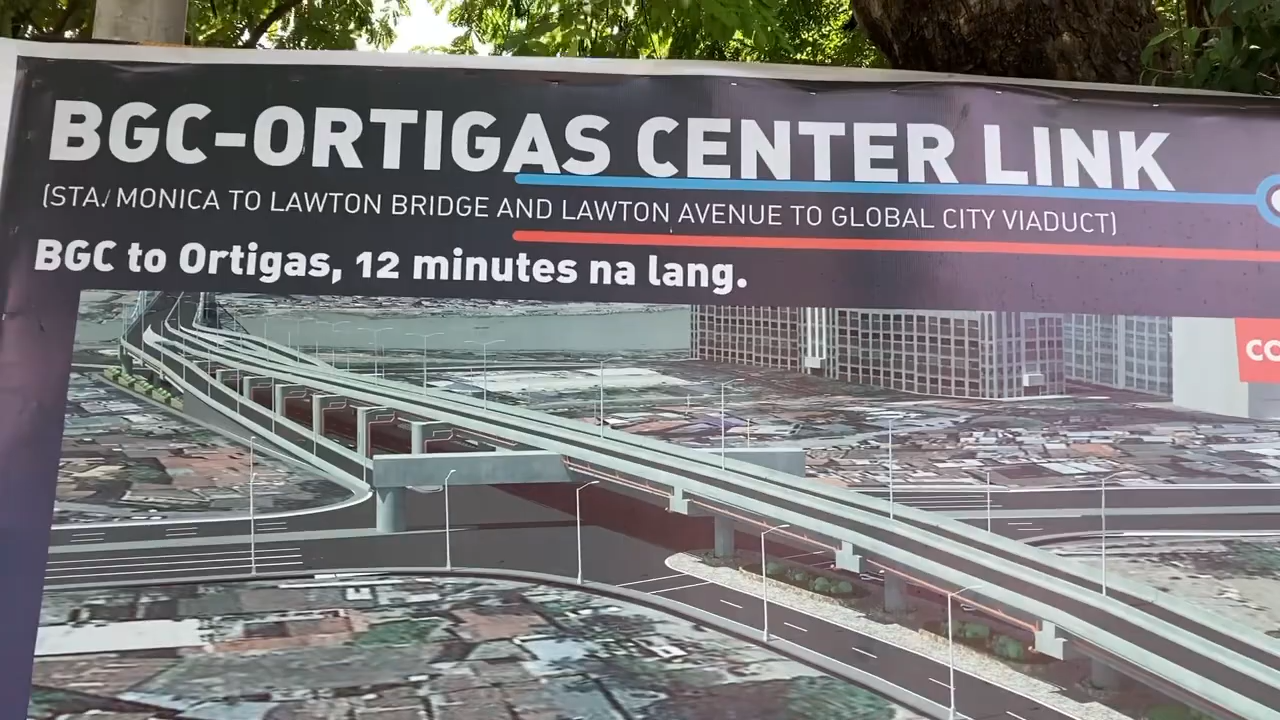 BGC-ORTIGAS CENTER LINK
(STA. MONICA TO LAWTON BRIDGE AND LAWTON AVENUE TO GLOBAL CITY VIADUCT)
BGC to Ortigas, 12 minutes na lang.